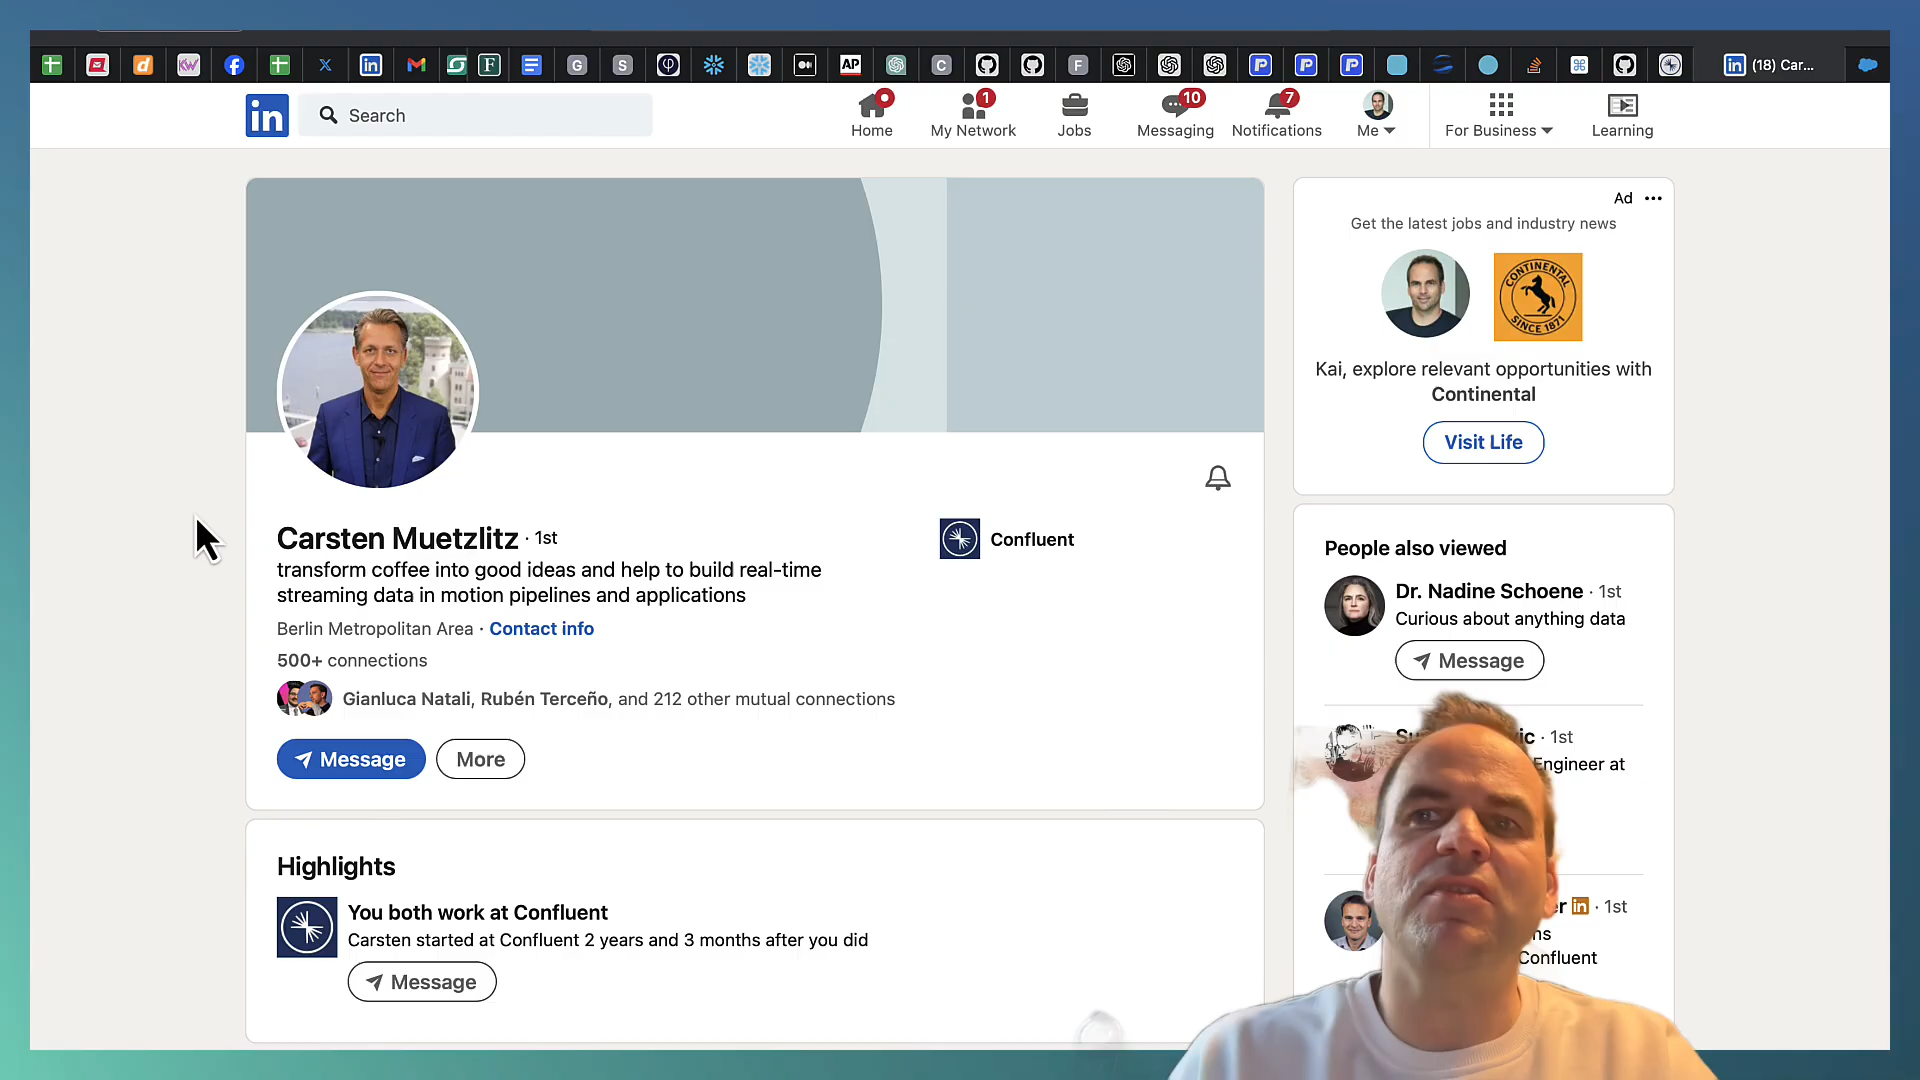 (18) Car...
Search
Home
1
My Network
Jobs
10
Messaging
7
Notifications
Me
For Business
Learning
Carsten Muetzlitz · 1st
Confluent
transform coffee into good ideas and help to build real-time
streaming data in motion pipelines and applications
Berlin Metropolitan Area · Contact info
500+ connections
Gianluca Natali, Rubén Terceño, and 212 other mutual connections
Message
More
Highlights
You both work at Confluent
Carsten started at Confluent 2 years and 3 months after you did
Message
Ad
Get the latest jobs and industry news
CONTINENTAL
SINCE 1871
Kai, explore relevant opportunities with
Continental
Visit Life
People also viewed
Dr. Nadine Schoene · 1st
Curious about anything data
Message
· 1st
Engineer at
· 1st
Confluent